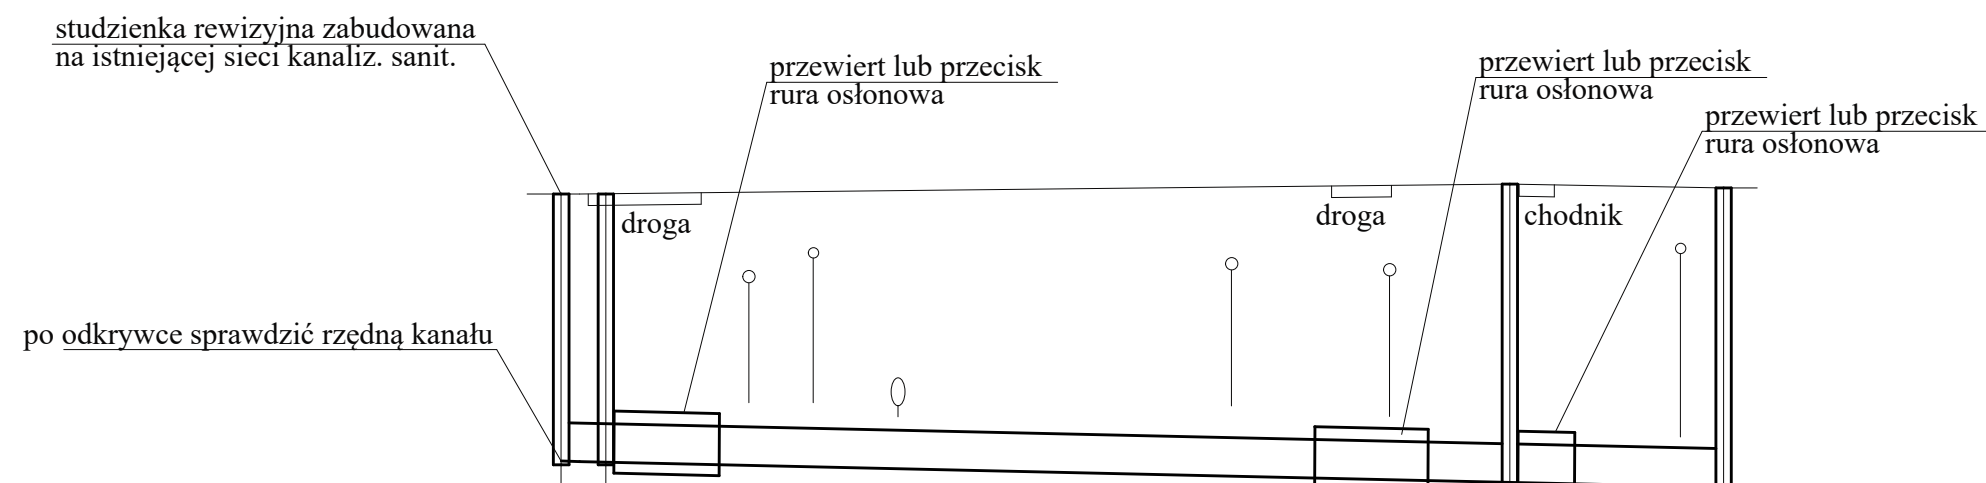 studzienka rewizyjna zabudowana
na istniejącej sieci kanaliz. sanit.
przewiert lub przecisk
rura osłonowa
przewiert lub przecisk
rura osłonowa
przewiert lub przecisk
rura osłonowa
droga
droga
chodnik
po odkrywce sprawdzić rzędną kanału